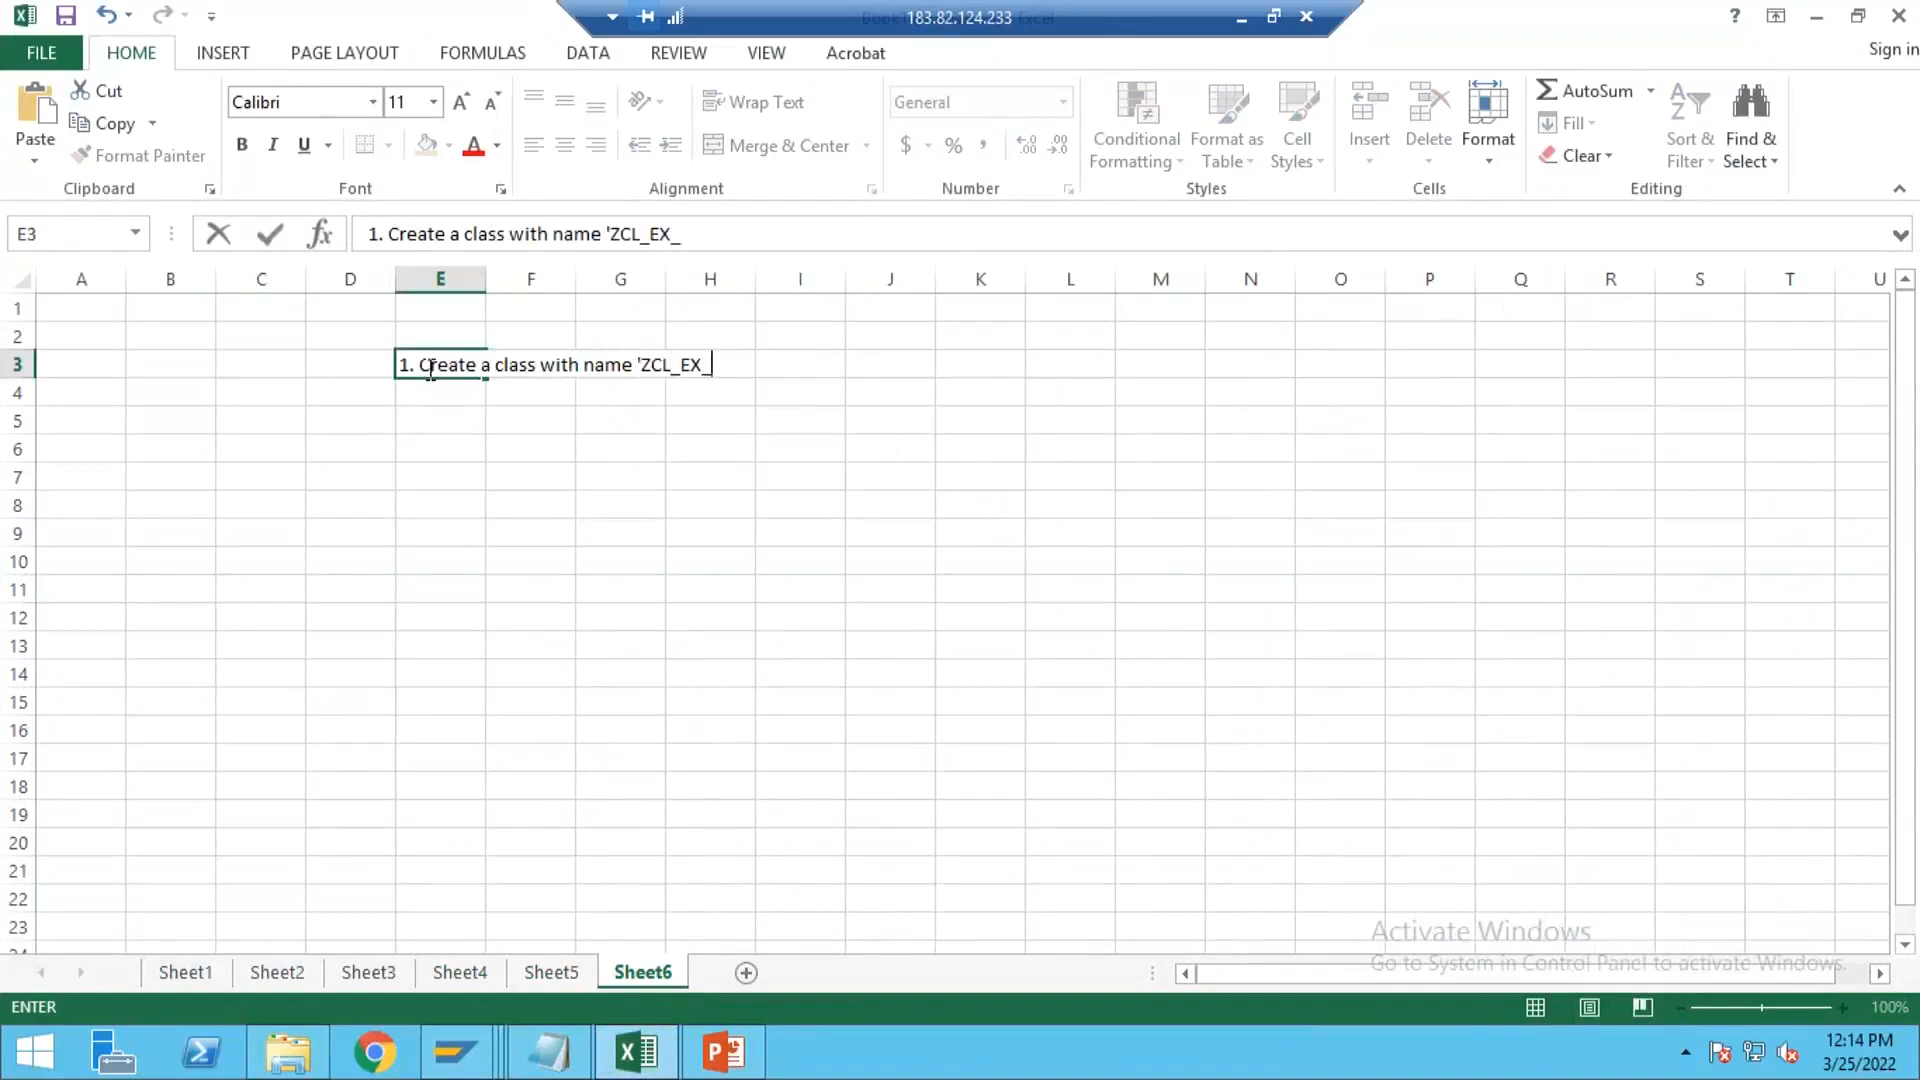 Book 183.82.124.233 Excel
?
FILE HOME INSERT PAGE LAYOUT FORMULAS DATA REVIEW VIEW Acrobat Sign in
Paste Cut Copy Format Painter
Calibri 11
B I U A
Wrap Text
Merge & Center
General
$ % ,
Conditional Formatting
Format as Table
Cell Styles
Insert Delete Format
AutoSum
Fill
Clear
Sort & Filter
Find & Select
Clipboard Font Alignment Number Styles Cells Editing
E3 fx 1. Create a class with name 'ZCL_EX_
A B C D E F G H I J K L M N O P Q R S T U
1
2
3 1. Create a class with name 'ZCL_EX_
4
5
6
7
8
9
10
11
12
13
14
15
16
17
18
19
20
21
22
23
Activate Windows
Go to System in Control Panel to activate Windows.
Sheet1 Sheet2 Sheet3 Sheet4 Sheet5 Sheet6
ENTER 100%
12:14 PM
3/25/2022